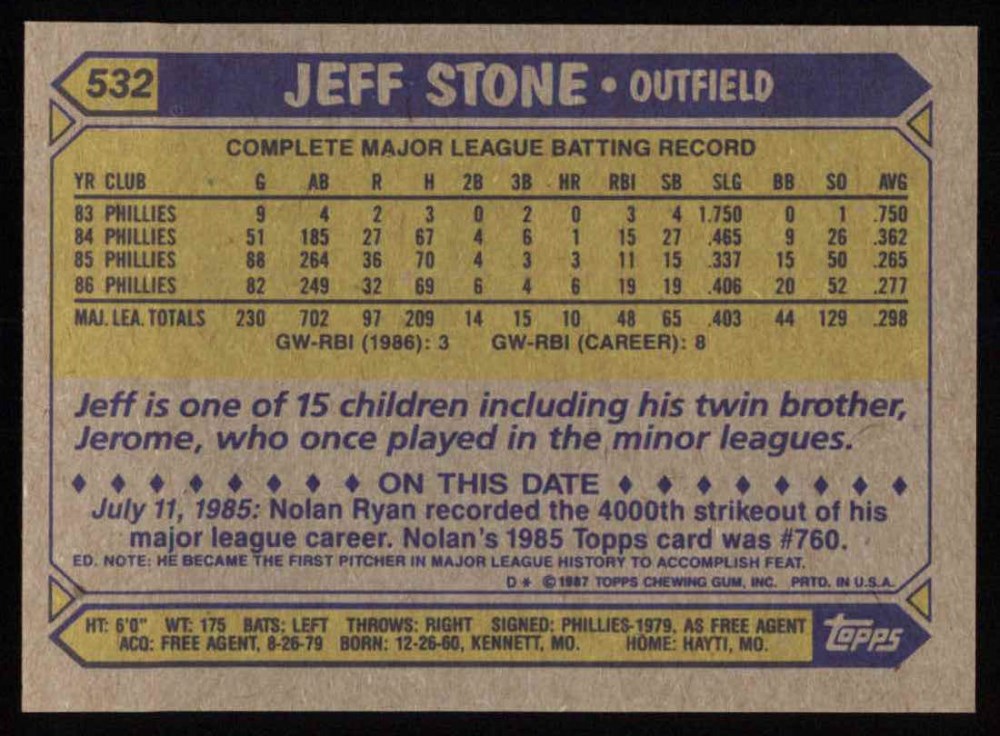 532 JEFF STONE • OUTFIELD
COMPLETE MAJOR LEAGUE BATTING RECORD
YR CLUB G AB R H 2B 3B HR RBI SB SLG BB SO AVG
83 PHILLIES 9 4 2 3 0 2 0 3 4 1.750 0 1 .750
84 PHILLIES 51 185 27 67 4 6 1 15 27 .465 9 26 .362
85 PHILLIES 88 264 36 70 4 3 3 11 15 .337 15 50 .265
86 PHILLIES 82 249 32 69 6 4 6 19 19 .406 20 52 .277
MAJ. LEA. TOTALS 230 702 97 209 14 15 10 48 65 .403 44 129 .298
GW-RBI (1986): 3 GW-RBI (CAREER): 8
Jeff is one of 15 children including his twin brother,
Jerome, who once played in the minor leagues.
♦ ♦ ♦ ♦ ♦ ♦ ♦ ♦ ON THIS DATE ♦ ♦ ♦ ♦ ♦ ♦ ♦ ♦
July 11, 1985: Nolan Ryan recorded the 4000th strikeout of his
major league career. Nolan's 1985 Topps card was #760.
ED. NOTE: HE BECAME THE FIRST PITCHER IN MAJOR LEAGUE HISTORY TO ACCOMPLISH FEAT.
D* ©1987 TOPPS CHEWING GUM, INC. PRTD. IN U.S.A.
HT: 6'0" WT: 175 BATS: LEFT THROWS: RIGHT SIGNED: PHILLIES-1979, AS FREE AGENT
ACQ: FREE AGENT, 8-26-79 BORN: 12-26-60, KENNETT, MO. HOME: HAYTI, MO.
topps